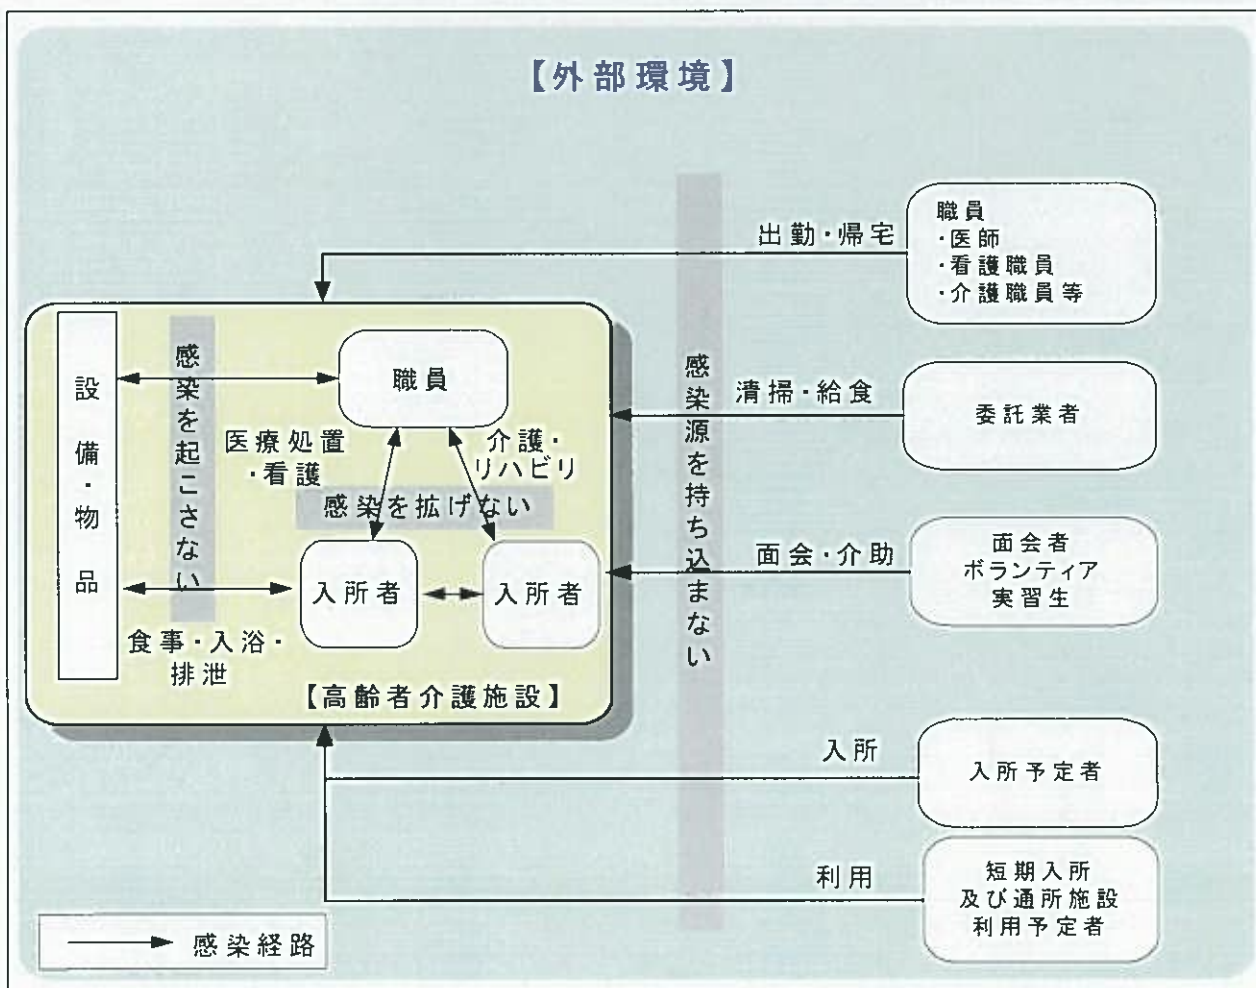 【外部環境】
職員
・医師
・看護職員
・介護職員等
出勤・帰宅
委託業者
清掃・給食
面会者
ボランティア
実習生
面会・介助
入所予定者
入所
短期入所
及び通所施設
利用予定者
利用
感染源を持ち込まない
設備・物品
感染を起こさない
職員
医療処置
・看護
介護・
リハビリ
感染を拡げない
入所者
入所者
食事・入浴・
排泄
【高齢者介護施設】
感染経路